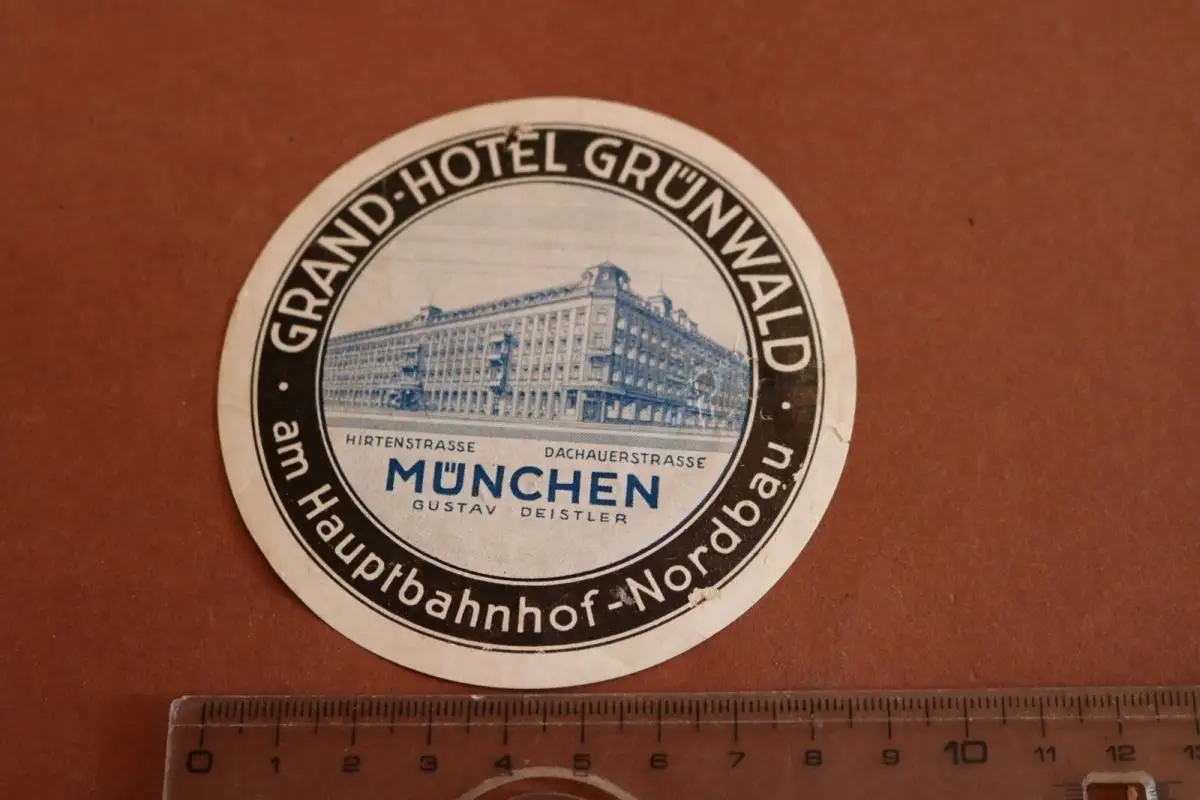 GRAND-HOTEL GRÜNWALD
HIRTENSTRASSE DACHAUERSTRASSE
MÜNCHEN
GUSTAV DEISTLER
· am Hauptbahnhof-Nordbau ·
0 1 2 3 4 5 6 7 8 9 10 11 12